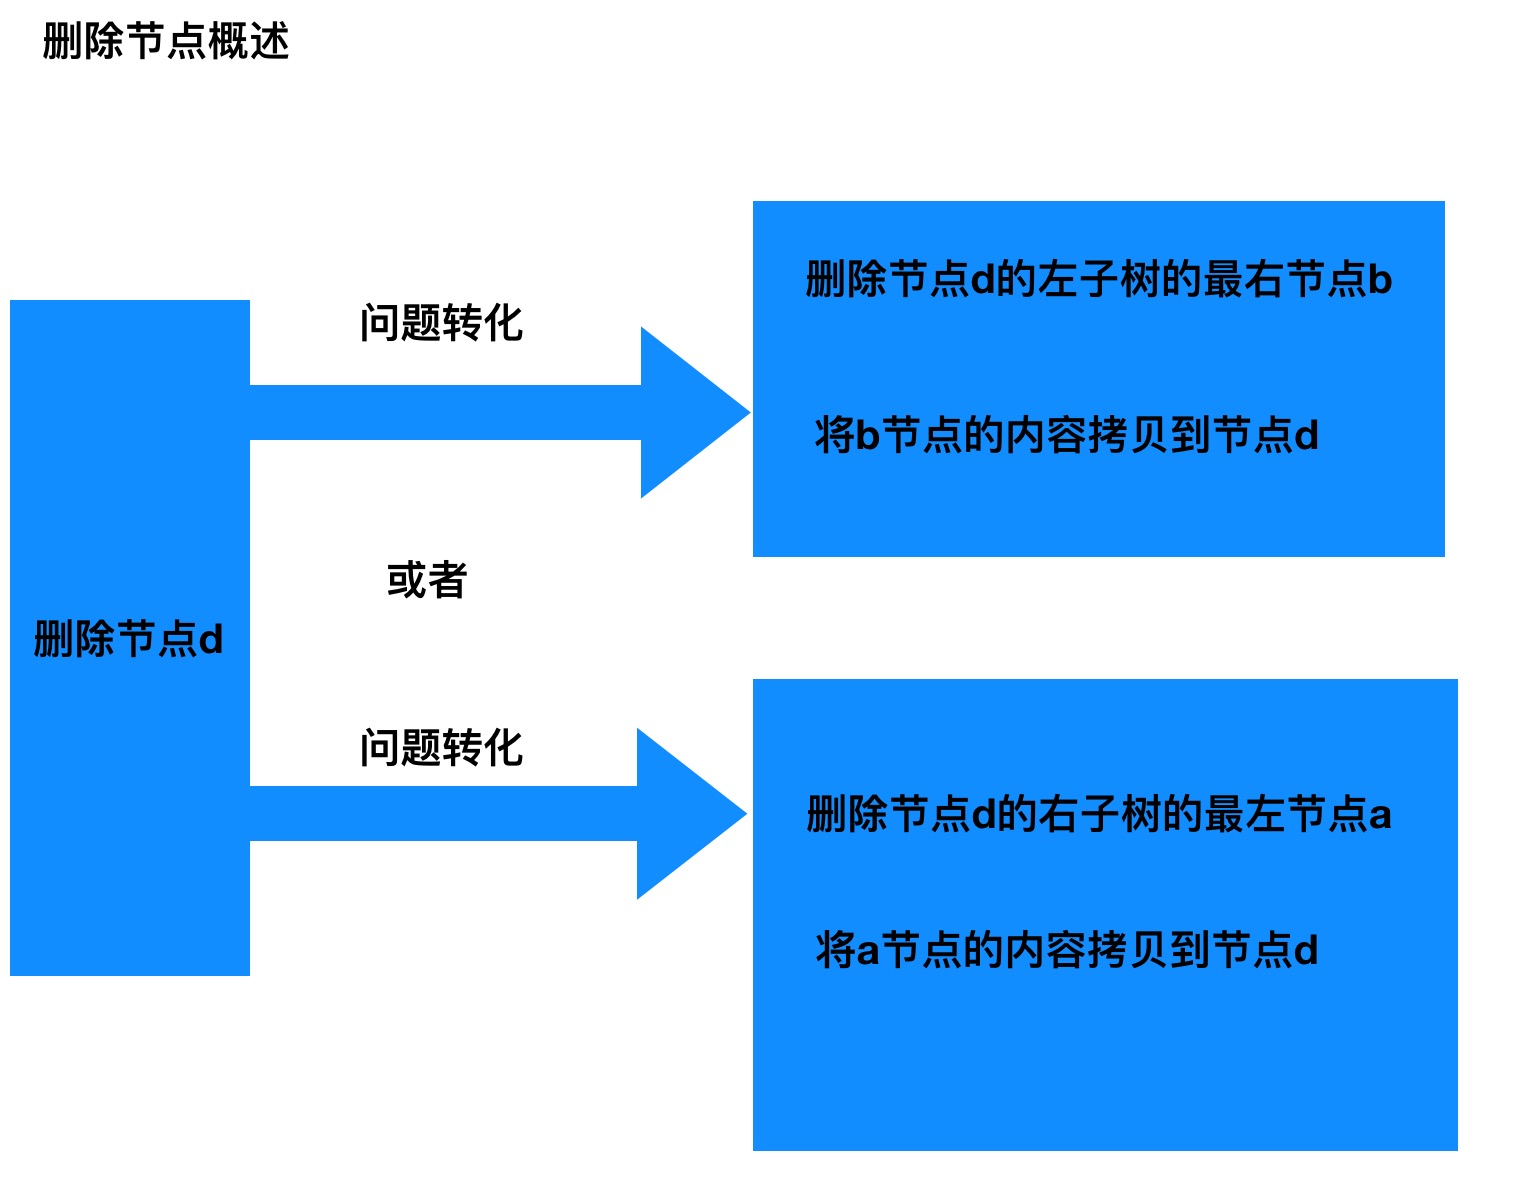 删除节点概述
问题转化
删除节点d的左子树的最右节点b
将b节点的内容拷贝到节点d
或者
删除节点d
问题转化
删除节点d的右子树的最左节点a
将a节点的内容拷贝到节点d